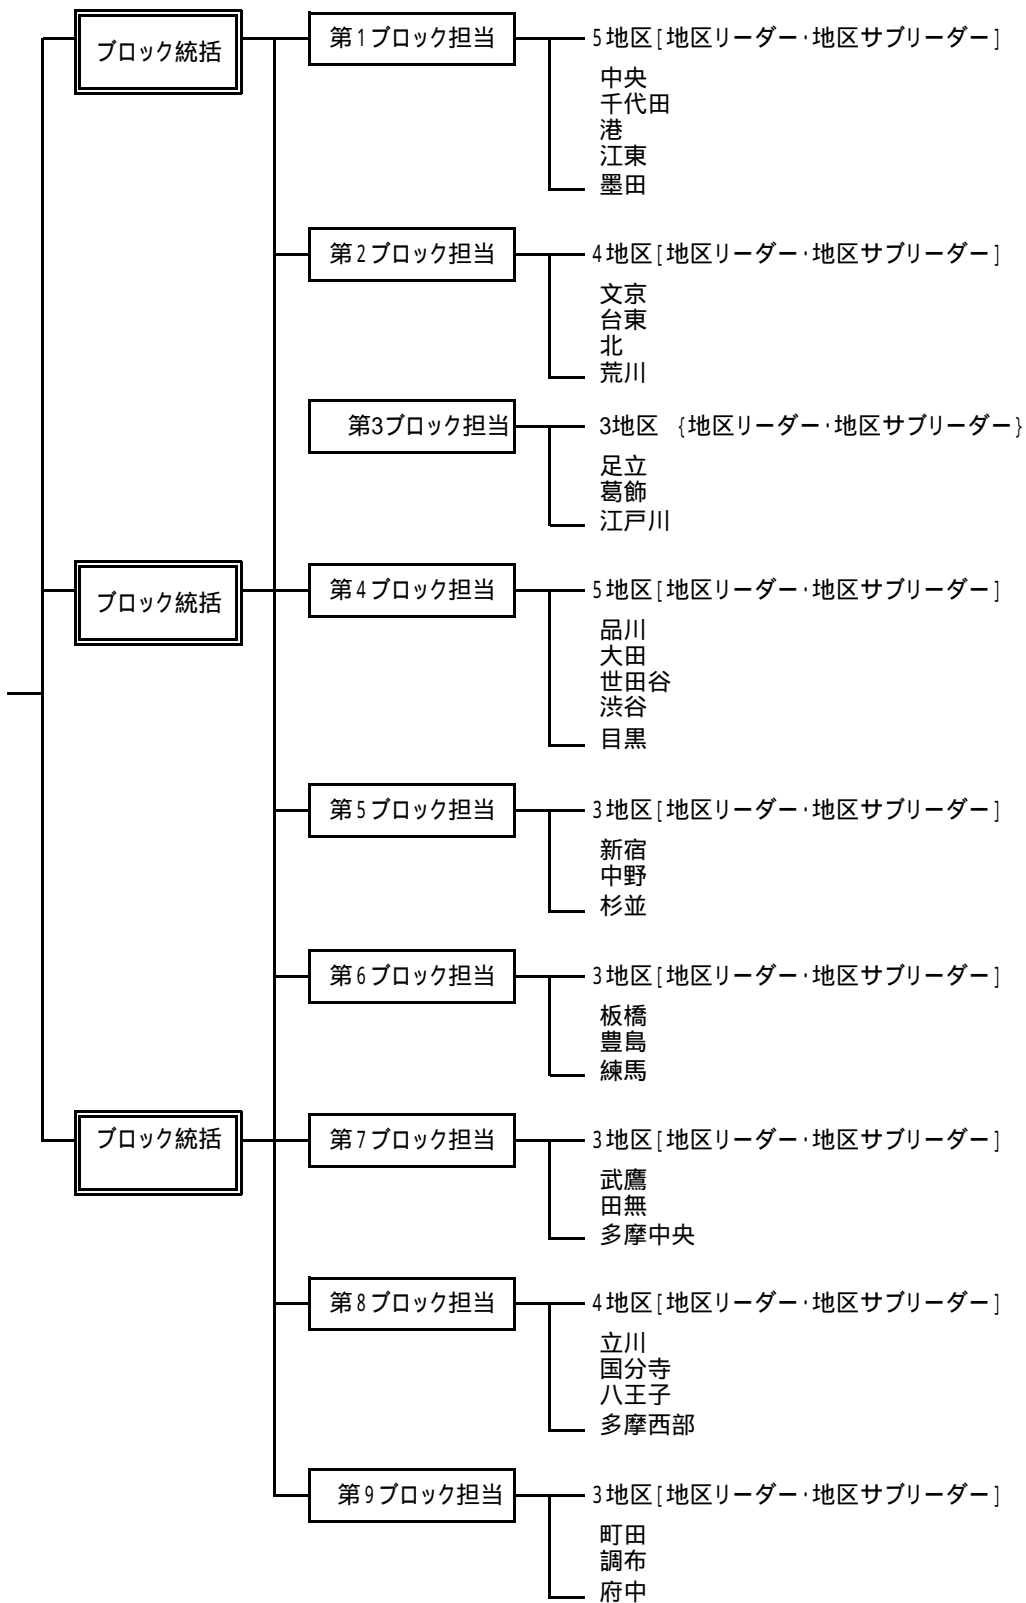 ブロック統括
第1ブロック担当
5地区[地区リーダー・地区サブリーダー]
中央
千代田
港
江東
墨田
第2ブロック担当
4地区[地区リーダー・地区サブリーダー]
文京
台東
北
荒川
第3ブロック担当
3地区 {地区リーダー・地区サブリーダー}
足立
葛飾
江戸川
ブロック統括
第4ブロック担当
5地区[地区リーダー・地区サブリーダー]
品川
大田
世田谷
渋谷
目黒
第5ブロック担当
3地区[地区リーダー・地区サブリーダー]
新宿
中野
杉並
第6ブロック担当
3地区[地区リーダー・地区サブリーダー]
板橋
豊島
練馬
ブロック統括
第7ブロック担当
3地区[地区リーダー・地区サブリーダー]
武鷹
田無
多摩中央
第8ブロック担当
4地区[地区リーダー・地区サブリーダー]
立川
国分寺
八王子
多摩西部
第9ブロック担当
3地区[地区リーダー・地区サブリーダー]
町田
調布
府中